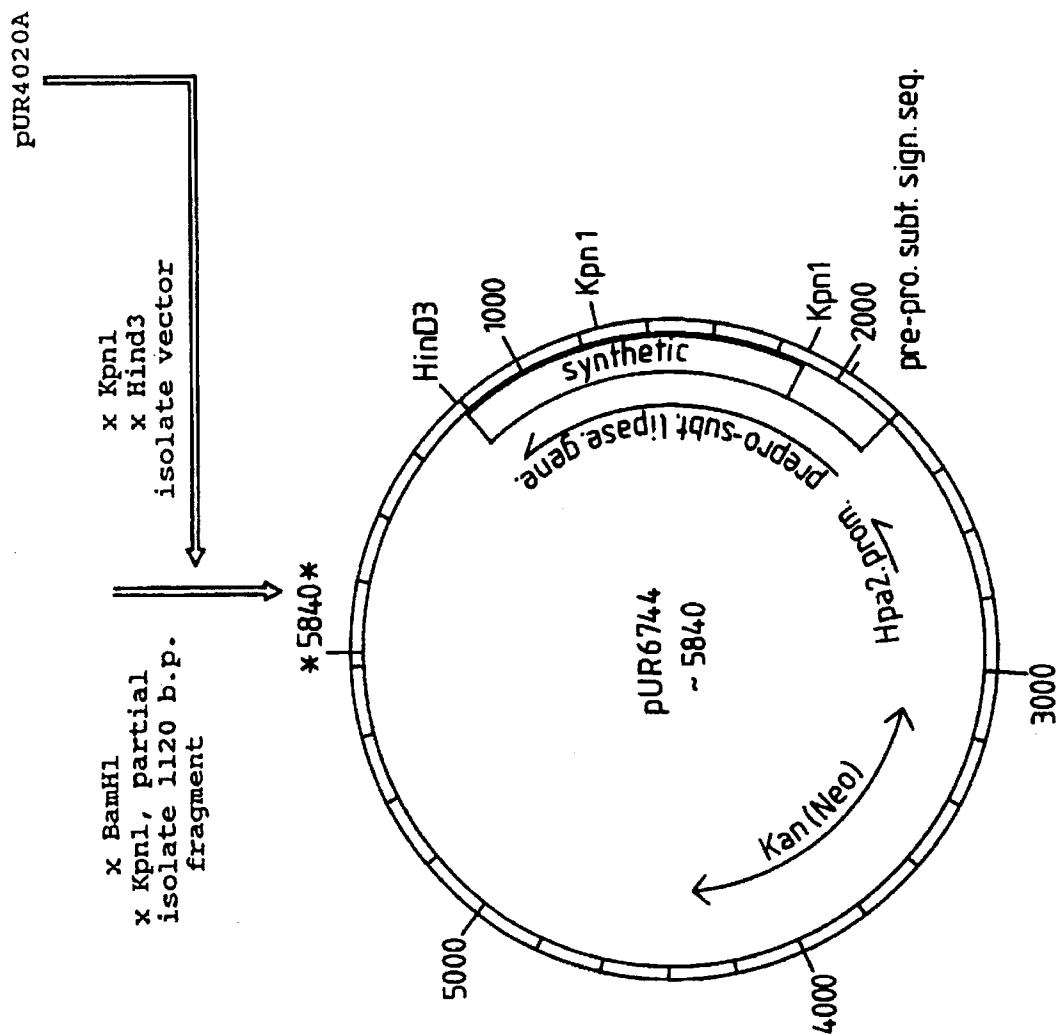 pUR4020A
x Kpn1
x Hind3
isolate vector
x BamH1
x Kpn1, partial
isolate 1120 b.p.
fragment
*5840*
HinD3
1000
Kpn1
synthetic
Kpn1
2000
pre-pro. subt. sign. seq.
prepro-subt. lipase. gene.
Hpa2. prom.
pUR6744
~ 5840
Kan (Neo)
3000
4000
5000